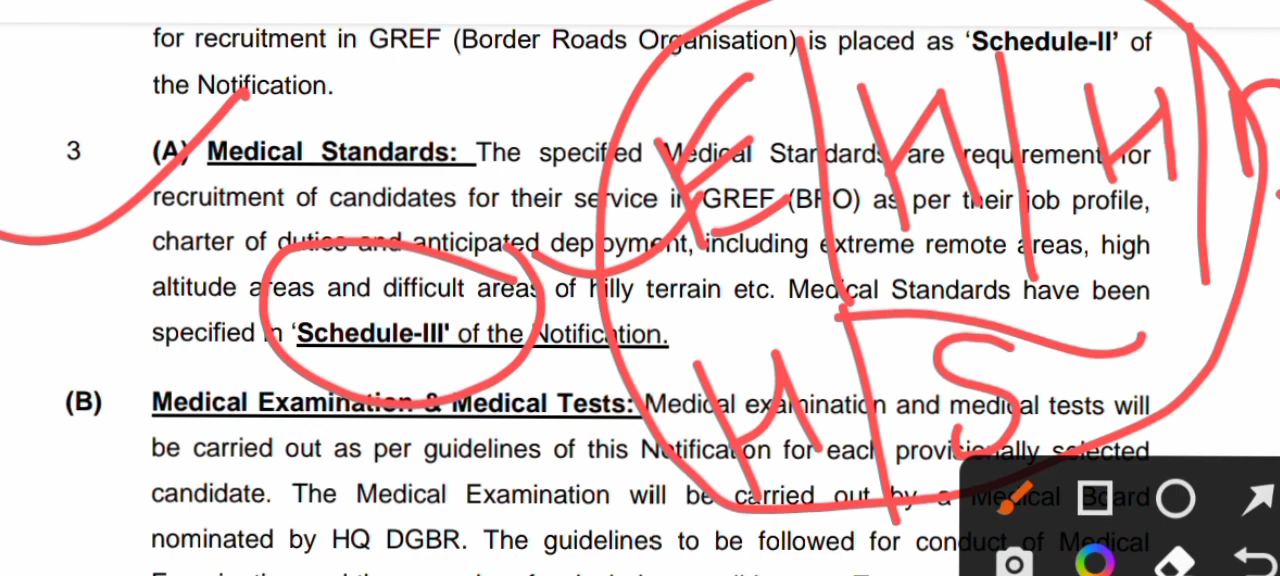 for recruitment in GREF (Border Roads Organisation) is placed as ‘Schedule-II’ of
the Notification.
3 (A) Medical Standards: The specified Medical Standards are requirement for
recruitment of candidates for their service in GREF (BRO) as per their job profile,
charter of duties and anticipated deployment, including extreme remote areas, high
altitude areas and difficult areas of hilly terrain etc. Medical Standards have been
specified in ‘Schedule-III' of the Notification.
(B) Medical Examination & Medical Tests: Medical examination and medical tests will
be carried out as per guidelines of this Notification for each provisionally selected
candidate. The Medical Examination will be carried out by a Medical Board
nominated by HQ DGBR. The guidelines to be followed for conduct of Medical